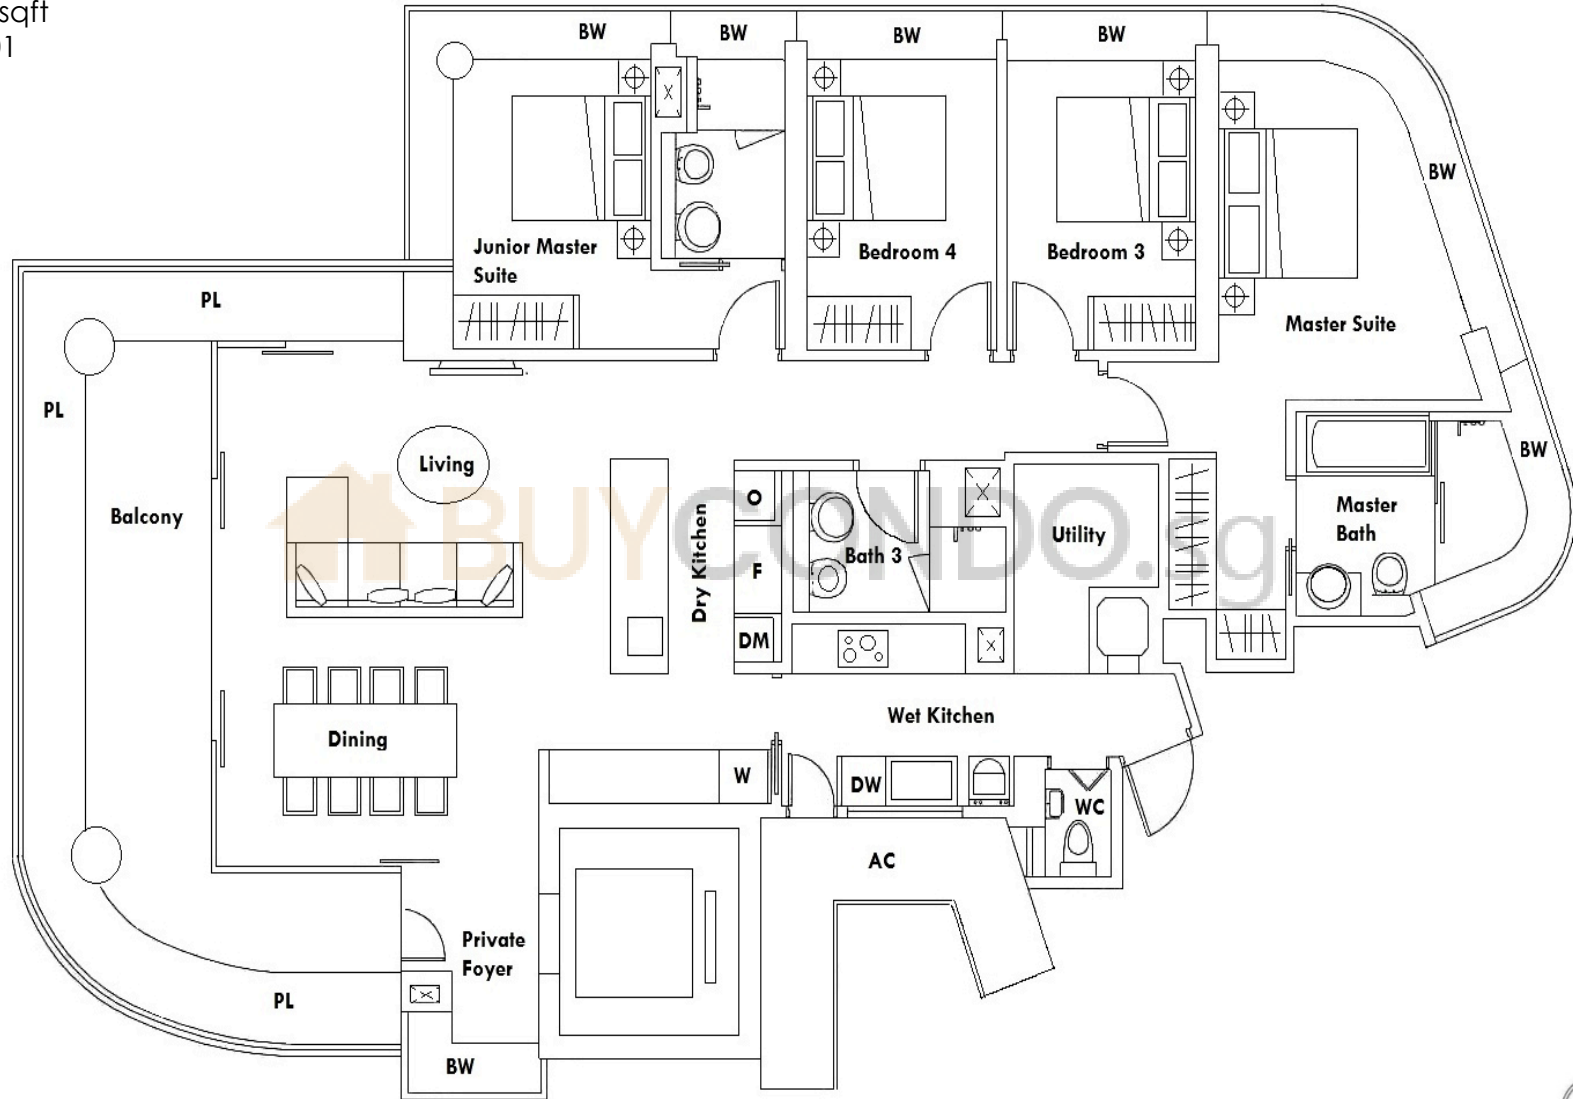 sqft
BW BW BW BW
BW
Junior Master
Suite
Bedroom 4
Bedroom 3
PL
Master Suite
PL
Living
BW
Balcony
Dry Kitchen
O
F
DM
Bath 3
Utility
Master
Bath
BUYCONDO.sg
Dining
Wet Kitchen
W
DW
WC
AC
Private
Foyer
PL
BW